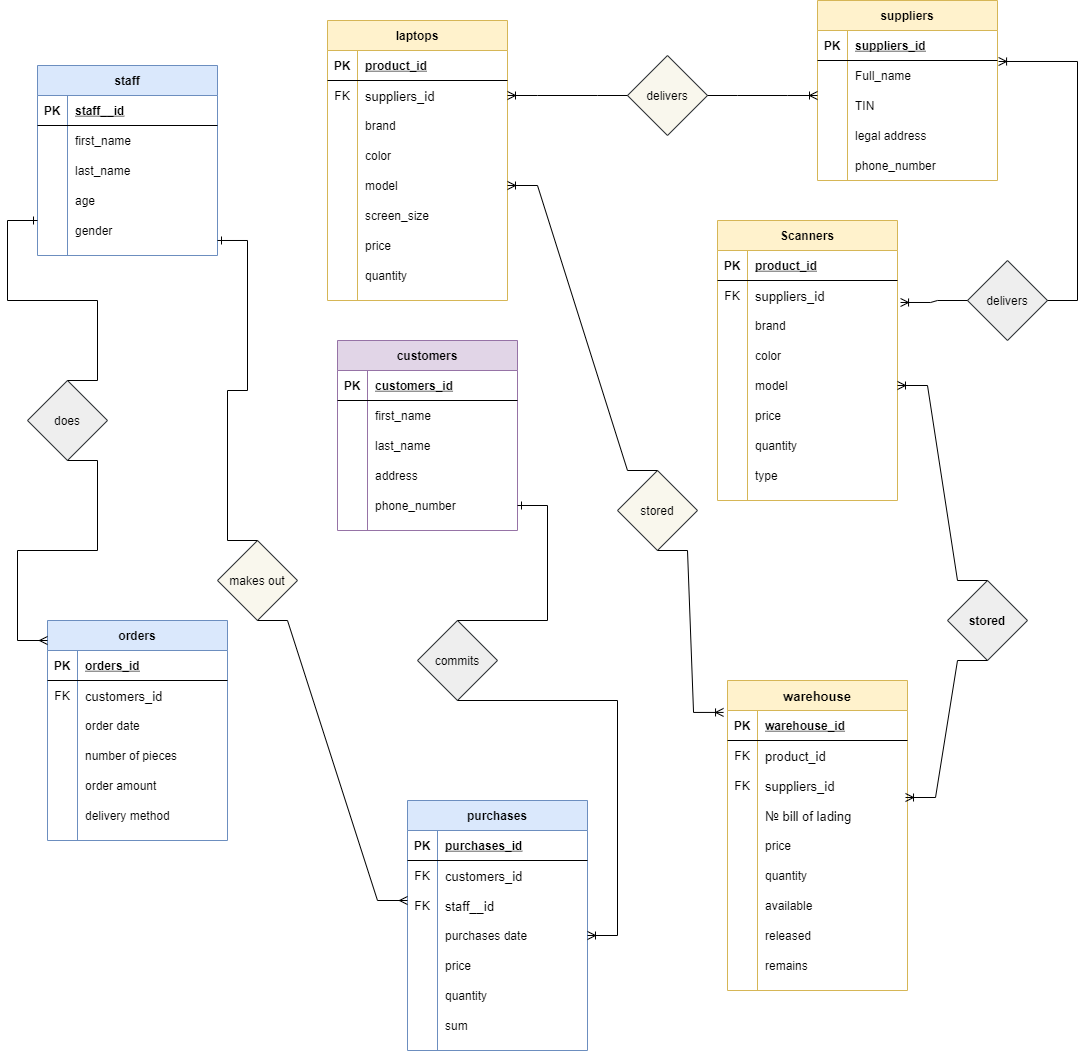 suppliers
PK suppliers_id
Full_name
TIN
legal address
phone_number
laptops
PK product_id
FK suppliers_id
brand
color
model
screen_size
price
quantity
delivers
staff
PK staff__id
first_name
last_name
age
gender
Scanners
PK product_id
FK suppliers_id
brand
color
model
price
quantity
type
delivers
customers
PK customers_id
first_name
last_name
address
phone_number
does
stored
makes out
stored
commits
orders
PK orders_id
FK customers_id
order date
number of pieces
order amount
delivery method
warehouse
PK warehouse_id
FK product_id
FK suppliers_id
№ bill of lading
price
quantity
available
released
remains
purchases
PK purchases_id
FK customers_id
FK staff__id
purchases date
price
quantity
sum